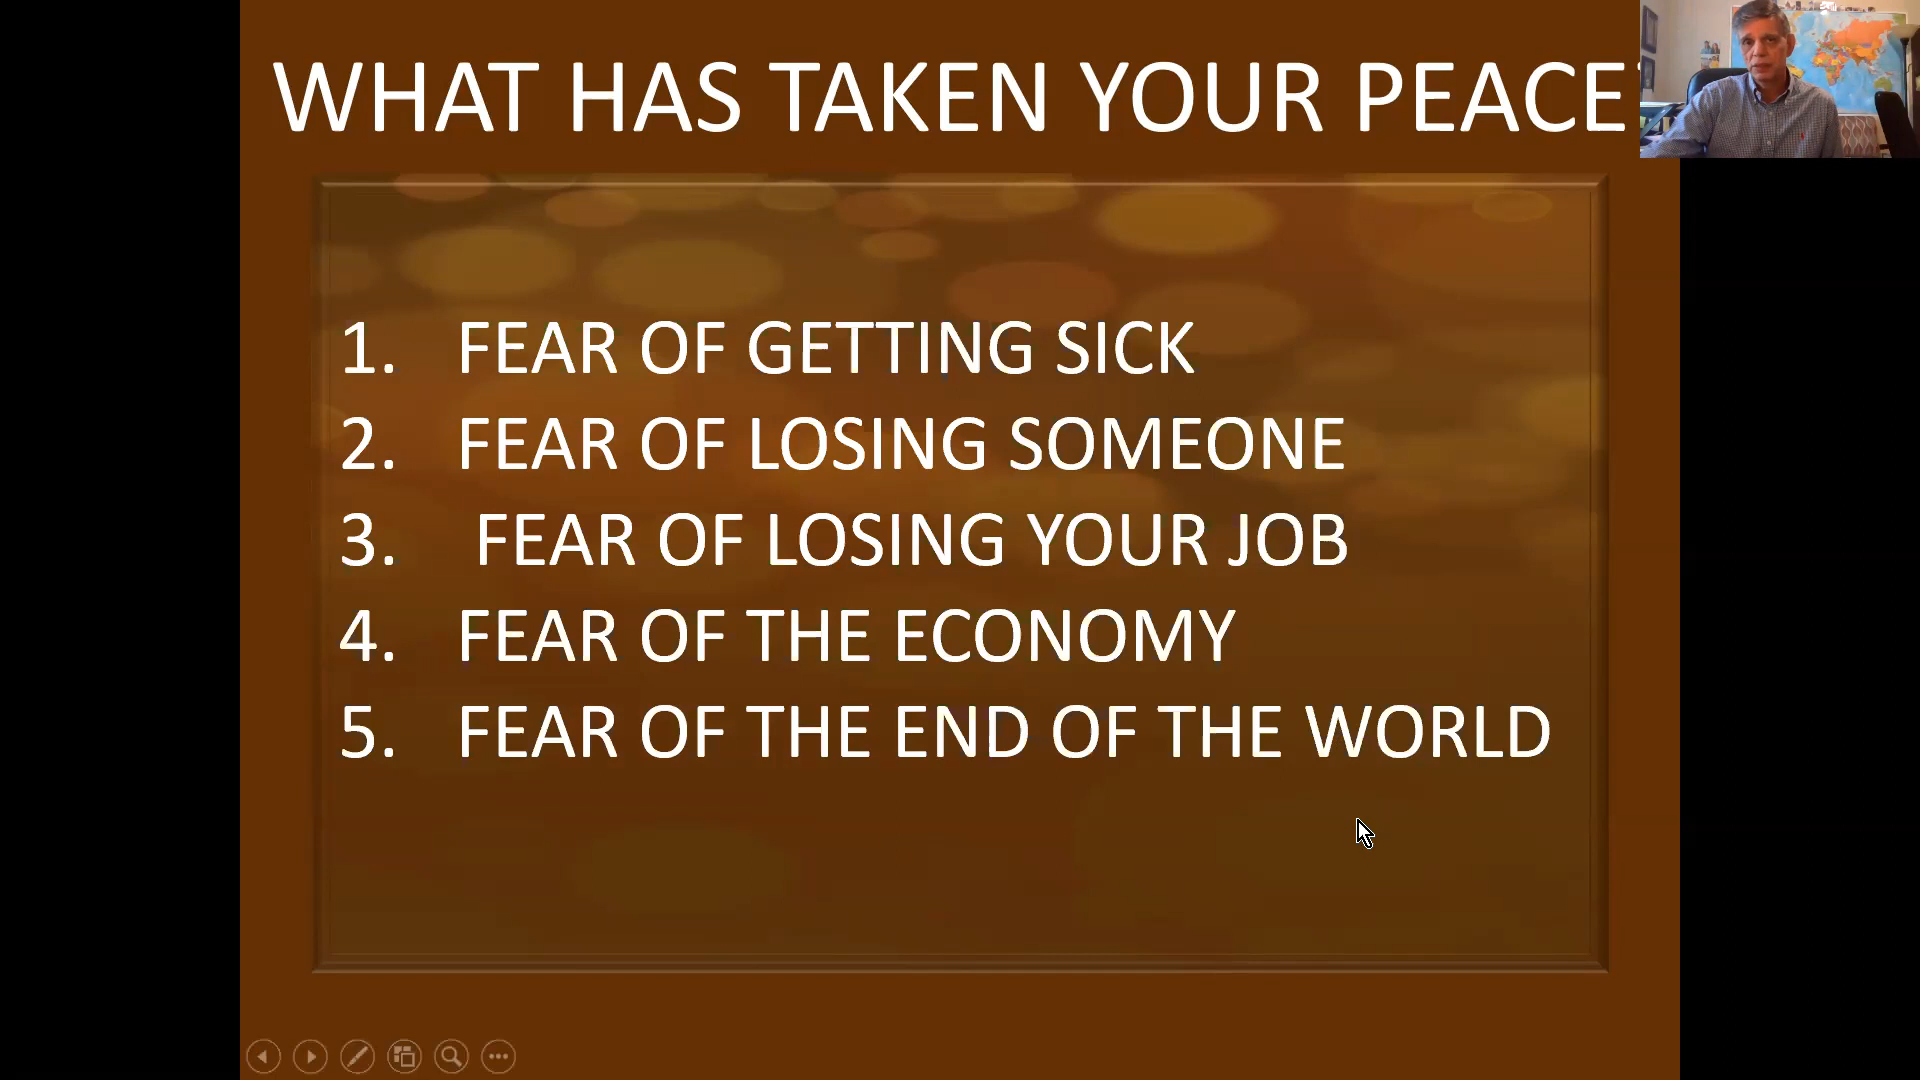 WHAT HAS TAKEN YOUR PEACE
1. FEAR OF GETTING SICK
2. FEAR OF LOSING SOMEONE
3. FEAR OF LOSING YOUR JOB
4. FEAR OF THE ECONOMY
5. FEAR OF THE END OF THE WORLD